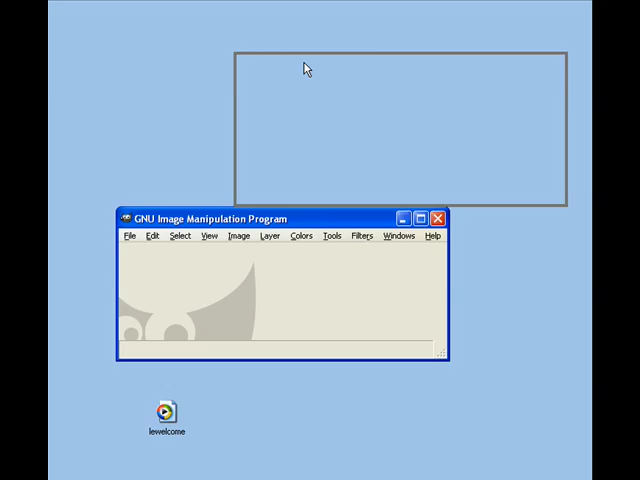 GNU Image Manipulation Program
File Edit Select View Image Layer Colors Tools Filters Windows Help
lewelcome